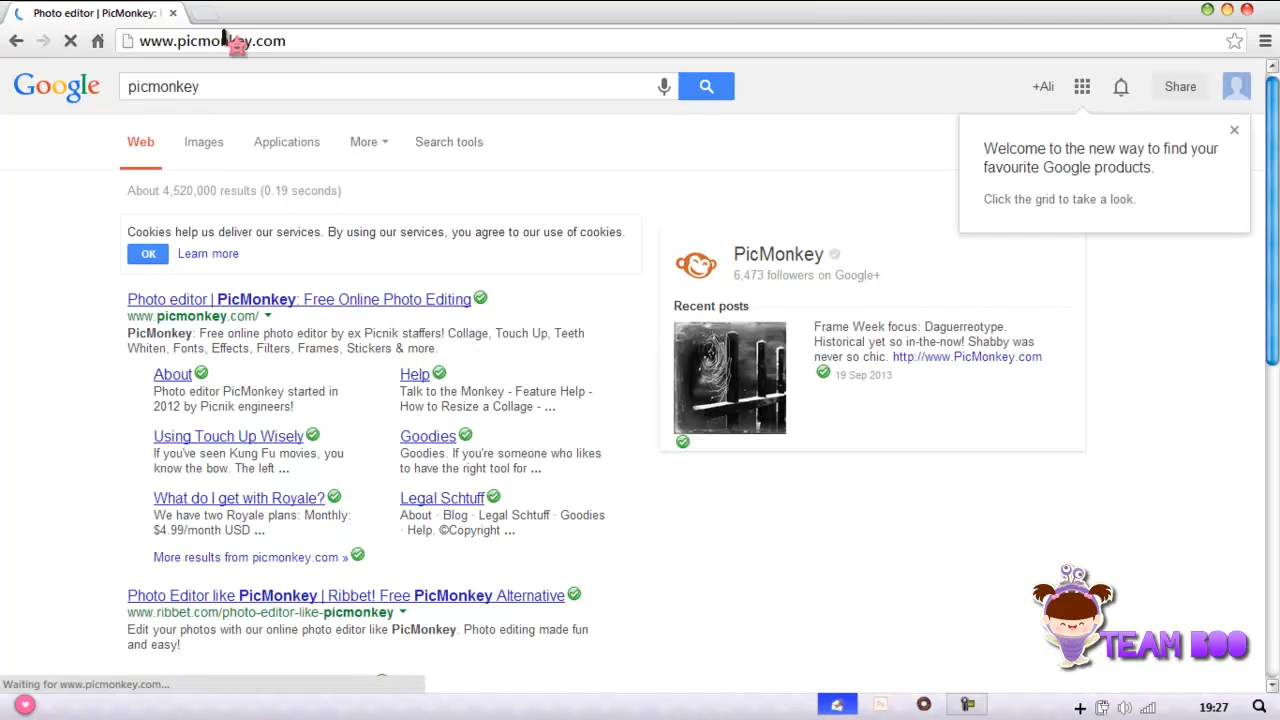 Photo editor | PicMonkey:
www.picmonkey.com
Google
picmonkey
+Ali
Share
Web
Images
Applications
More
Search tools
Welcome to the new way to find your
favourite Google products.
Click the grid to take a look.
About 4,520,000 results (0.19 seconds)
Cookies help us deliver our services. By using our services, you agree to our use of cookies.
OK
Learn more
Photo editor | PicMonkey: Free Online Photo Editing
www.picmonkey.com/
PicMonkey: Free online photo editor by ex Picnik staffers! Collage, Touch Up, Teeth
Whiten, Fonts, Effects, Filters, Frames, Stickers & more.
About
Photo editor PicMonkey started in
2012 by Picnik engineers!
Help
Talk to the Monkey - Feature Help -
How to Resize a Collage - ...
Using Touch Up Wisely
If you've seen Kung Fu movies, you
know the bow. The left ...
Goodies
Goodies. If you're someone who likes
to have the right tool for ...
What do I get with Royale?
We have two Royale plans: Monthly:
$4.99/month USD ...
Legal Schtuff
About · Blog · Legal Schtuff · Goodies
· Help. ©Copyright ...
More results from picmonkey.com »
Photo Editor like PicMonkey | Ribbet! Free PicMonkey Alternative
www.ribbet.com/photo-editor-like-picmonkey
Edit your photos with our online photo editor like PicMonkey. Photo editing made fun
and easy!
PicMonkey
6,473 followers on Google+
Recent posts
Frame Week focus: Daguerreotype.
Historical yet so in-the-now! Shabby was
never so chic. http://www.PicMonkey.com
19 Sep 2013
TEAM BOO
Waiting for www.picmonkey.com...
19:27